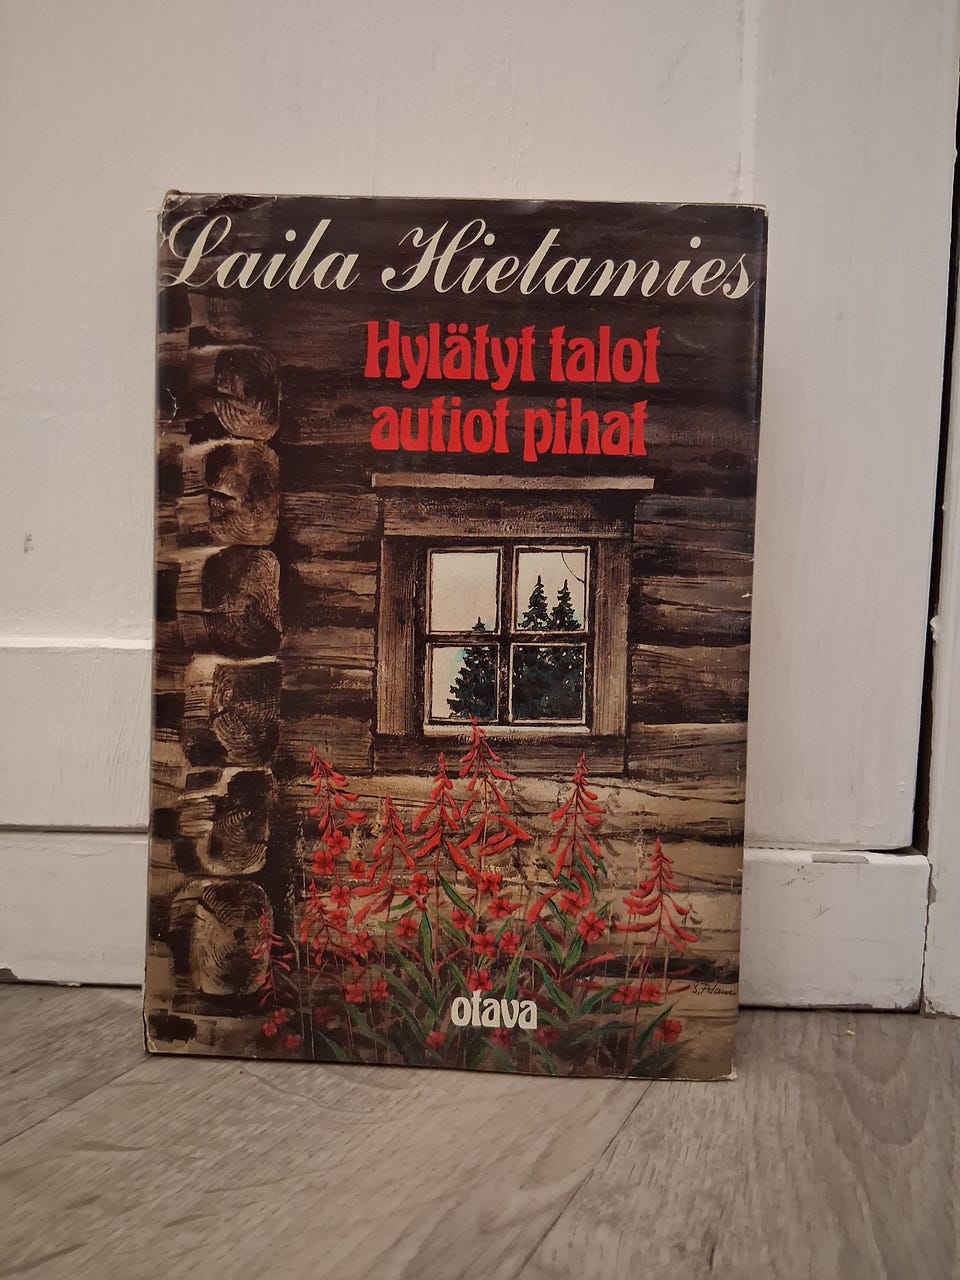 Laila Hietamies
Hylätyt talot
autiot pihat
otava